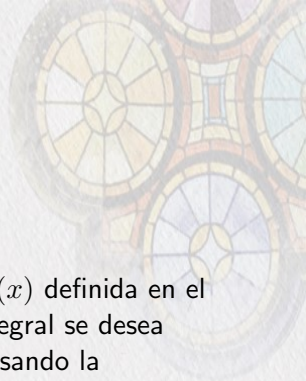 (x) definida en el
egral se desea
sando la